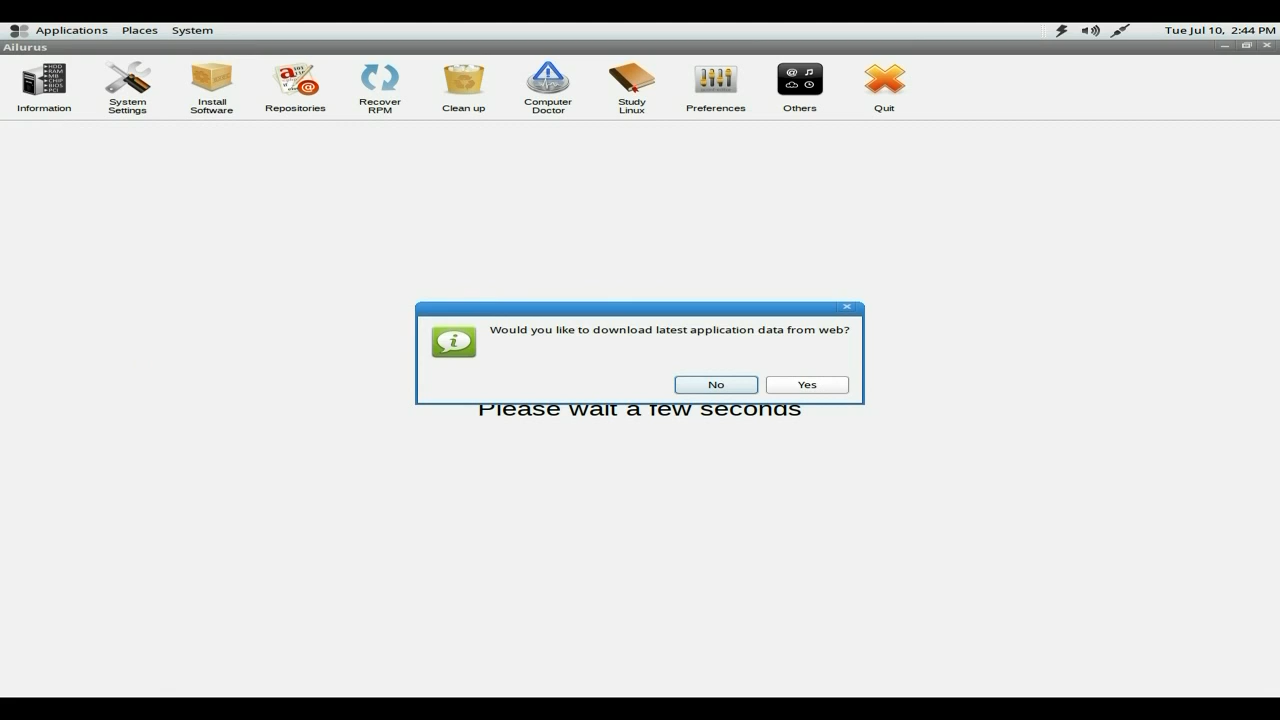 Applications Places System Tue Jul 10, 2:44 PM
Ailurus
Information
System
Settings
Install
Software
Repositories
Recover
RPM
Clean up
Computer
Doctor
Study
Linux
Preferences
Others
Quit
Would you like to download latest application data from web?
No Yes
Please wait a few seconds